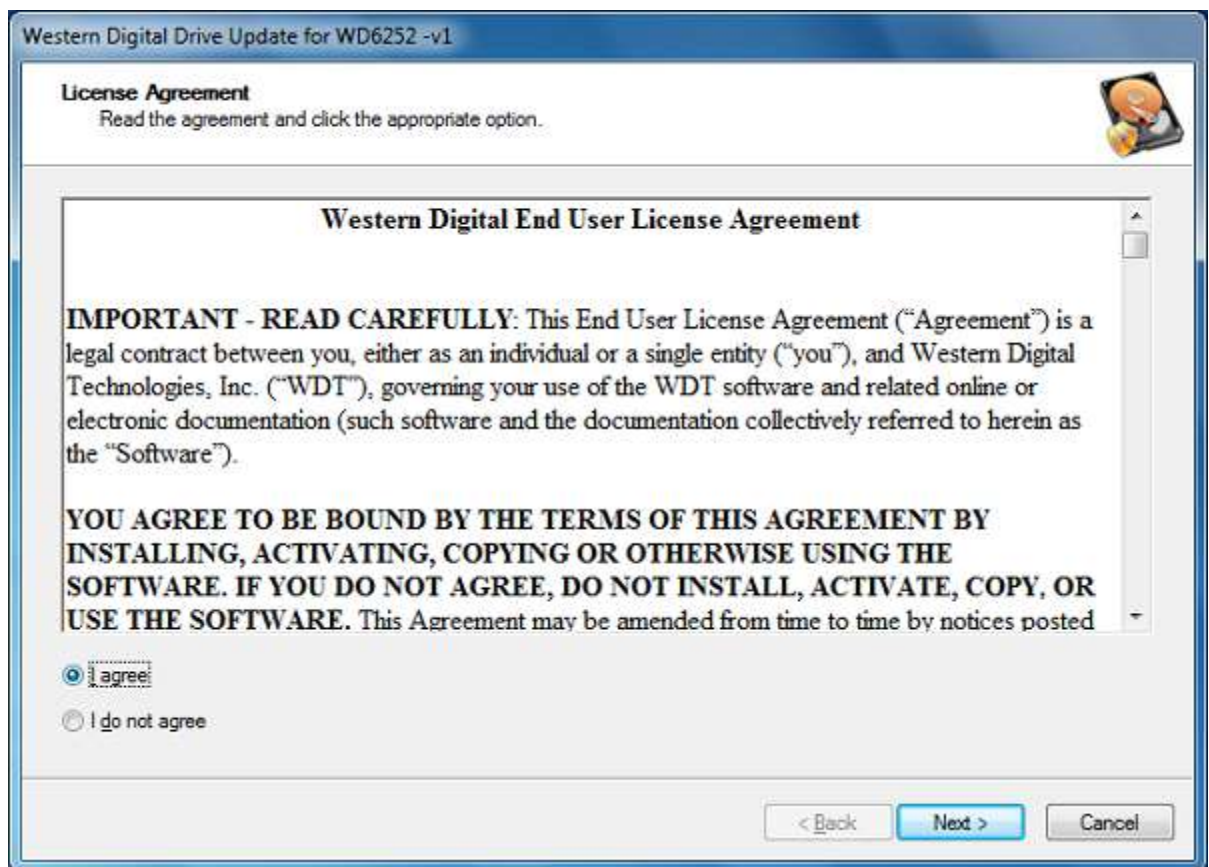 Western Digital Drive Update for WD6252 -v1
License Agreement
Read the agreement and click the appropriate option.
Western Digital End User License Agreement
IMPORTANT - READ CAREFULLY: This End User License Agreement (“Agreement”) is a
legal contract between you, either as an individual or a single entity (“you”), and Western Digital
Technologies, Inc. (“WDT”), governing your use of the WDT software and related online or
electronic documentation (such software and the documentation collectively referred to herein as
the “Software”).
YOU AGREE TO BE BOUND BY THE TERMS OF THIS AGREEMENT BY
INSTALLING, ACTIVATING, COPYING OR OTHERWISE USING THE
SOFTWARE. IF YOU DO NOT AGREE, DO NOT INSTALL, ACTIVATE, COPY, OR
USE THE SOFTWARE. This Agreement may be amended from time to time by notices posted
I agree
I do not agree
< Back Next > Cancel